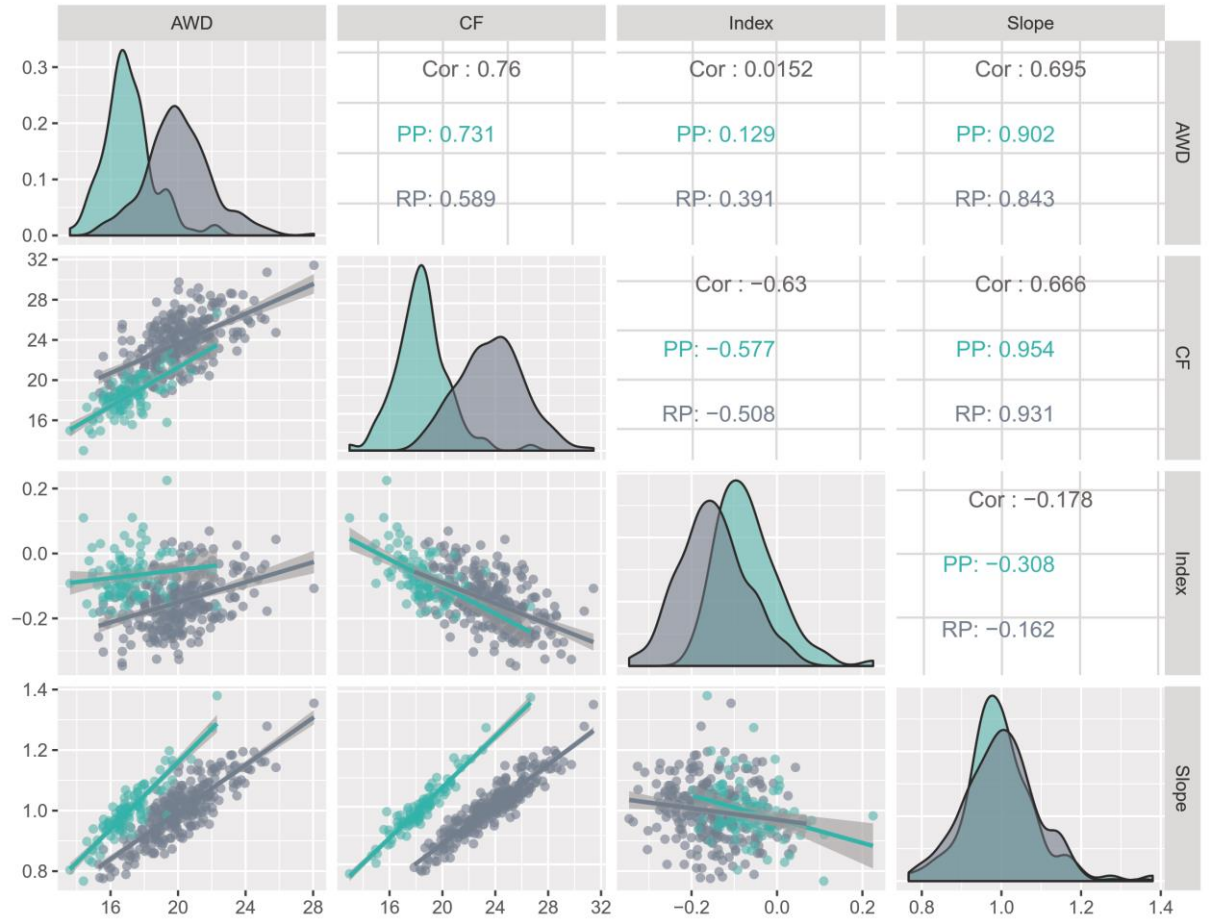 AWD CF Index Slope
0.3 Cor : 0.76 Cor : 0.0152 Cor : 0.695
0.2 PP: 0.731 PP: 0.129 PP: 0.902 AWD
0.1 RP: 0.589 RP: 0.391 RP: 0.843
0.0
32 Cor : −0.63 Cor : 0.666
28
24 PP: −0.577 PP: 0.954 CF
20 RP: −0.508 RP: 0.931
16
0.2 Cor : −0.178
0.0 PP: −0.308 Index
−0.2 RP: −0.162
1.4
1.2
1.0 Slope
0.8
16 20 24 28 16 20 24 28 32 −0.2 0.0 0.8 1.0 1.2 1.4